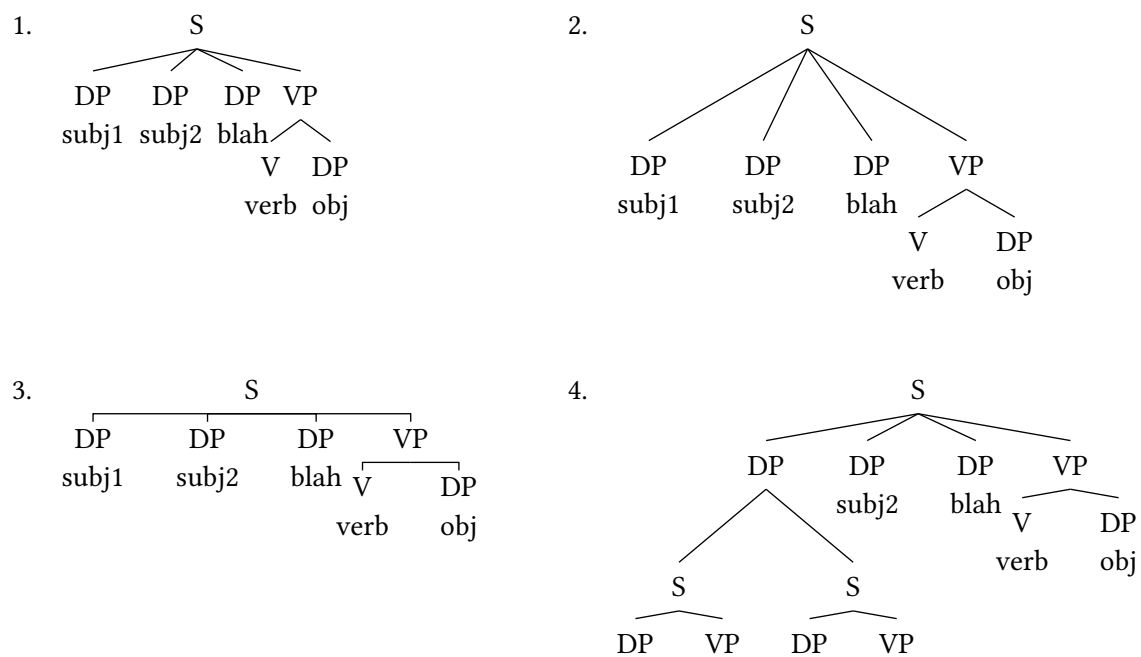 1.
S
DP DP DP VP
subj1 subj2 blah
V DP
verb obj
2.
S
DP DP DP VP
subj1 subj2 blah
V DP
verb obj
3.
S
DP DP DP VP
subj1 subj2 blah V DP
verb obj
4.
S
DP DP DP VP
subj2 blah V DP
verb obj
S S
DP VP DP VP